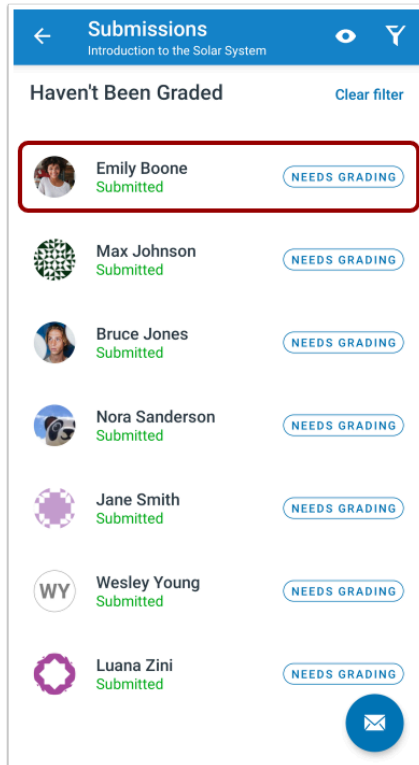 Submissions
Introduction to the Solar System
Haven't Been Graded
Clear filter
Emily Boone
Submitted
NEEDS GRADING
Max Johnson
Submitted
NEEDS GRADING
Bruce Jones
Submitted
NEEDS GRADING
Nora Sanderson
Submitted
NEEDS GRADING
Jane Smith
Submitted
NEEDS GRADING
WY
Wesley Young
Submitted
NEEDS GRADING
Luana Zini
Submitted
NEEDS GRADING